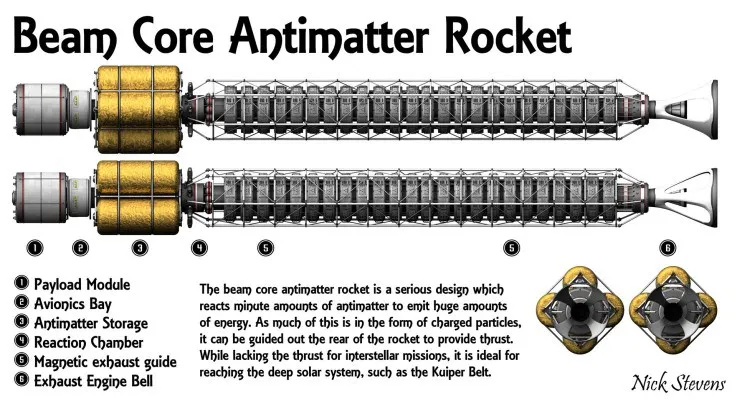 Beam Core Antimatter Rocket
1 2 3 4 5 5 6
1 Payload Module
2 Avionics Bay
3 Antimatter Storage
4 Reaction Chamber
5 Magnetic exhaust guide
6 Exhaust Engine Bell
The beam core antimatter rocket is a serious design which
reacts minute amounts of antimatter to emit huge amounts
of energy. As much of this is in the form of charged particles,
it can be guided out the rear of the rocket to provide thrust.
While lacking the thrust for interstellar missions, it is ideal for
reaching the deep solar system, such as the Kuiper Belt.
Nick Stevens